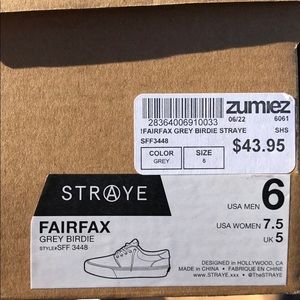 zumiez
28364006910033 06/22 6061
!FAIRFAX GREY BIRDIE STRAYE SHS
SFF3448
COLOR SIZE $43.95
GREY 6
STRAYE
FAIRFAX
GREY BIRDIE
STYLE#SFF 3448
USA MEN 6
USA WOMEN 7.5
UK 5
DESIGNED in HOLLYWOOD, CA
MADE in CHINA • FABRIQUE EN CHINE
www.STRAYE.xxx • @TheSTRAYE